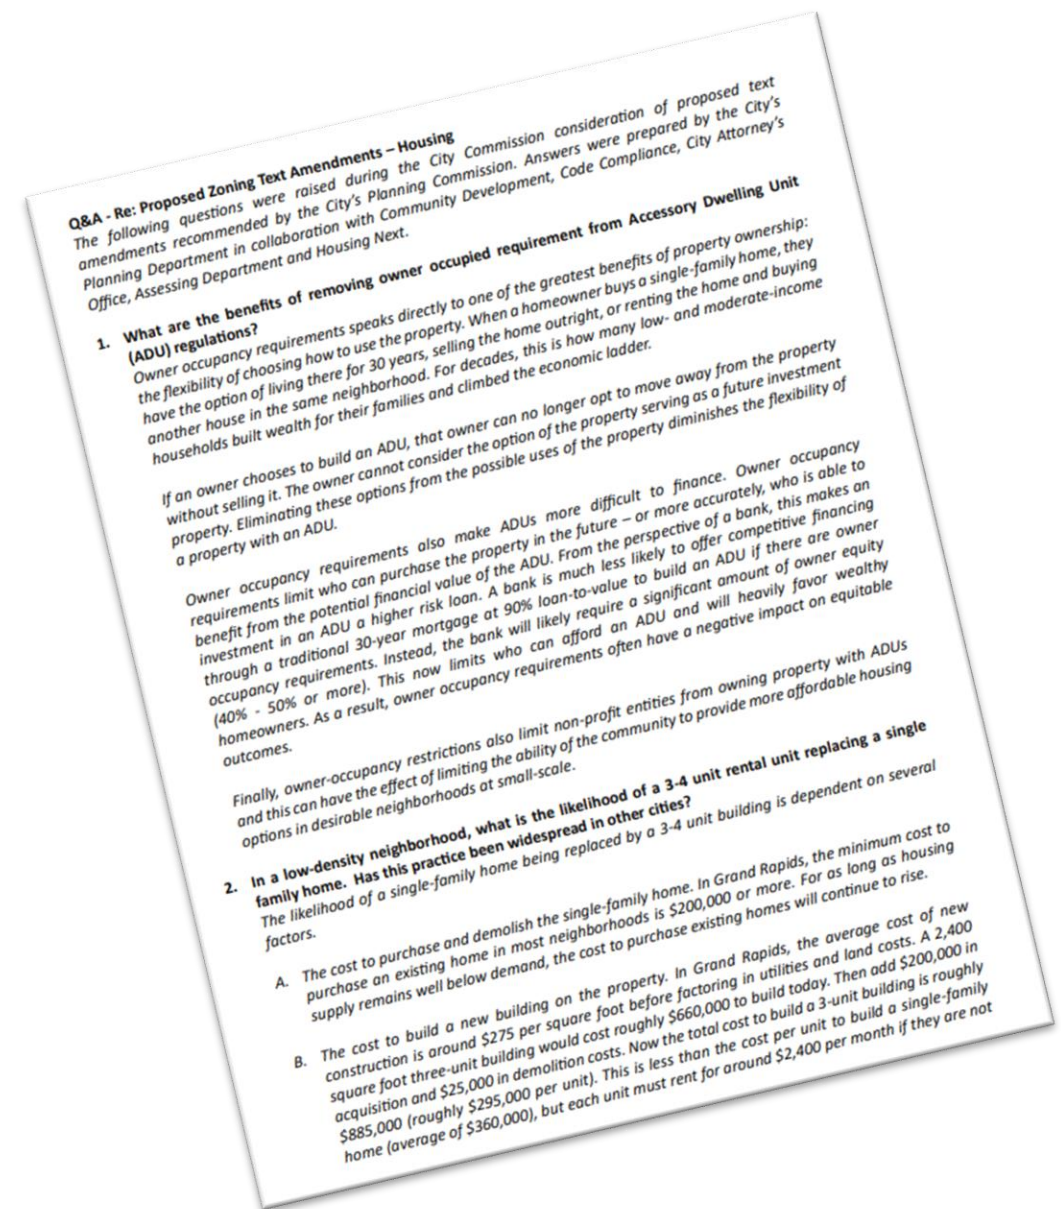 Q&A - Re: Proposed Zoning Text Amendments – Housing
The following questions were raised during the City Commission consideration of proposed text
amendments recommended by the City's Planning Commission. Answers were prepared by the City's
Planning Department in collaboration with Community Development, Code Compliance, City Attorney's
Office, Assessing Department and Housing Next.
1. What are the benefits of removing owner occupied requirement from Accessory Dwelling Unit
(ADU) regulations?
Owner occupancy requirements speaks directly to one of the greatest benefits of property ownership:
the flexibility of choosing how to use the property. When a homeowner buys a single-family home, they
have the option of living there for 30 years, selling the home outright, or renting the home and buying
another house in the same neighborhood. For decades, this is how many low- and moderate-income
households built wealth for their families and climbed the economic ladder.
If an owner chooses to build an ADU, that owner can no longer opt to move away from the property
without selling it. The owner cannot consider the option of the property serving as a future investment
property. Eliminating these options from the possible uses of the property diminishes the flexibility of
a property with an ADU.
Owner occupancy requirements also make ADUs more difficult to finance. Owner occupancy
requirements limit who can purchase the property in the future – or more accurately, who is able to
benefit from the potential financial value of the ADU. From the perspective of a bank, this makes an
investment in an ADU a higher risk loan. A bank is much less likely to offer competitive financing
through a traditional 30-year mortgage at 90% loan-to-value to build an ADU if there are owner
occupancy requirements. Instead, the bank will likely require a significant amount of owner equity
(40% - 50% or more). This now limits who can afford an ADU and will heavily favor wealthy
homeowners. As a result, owner occupancy requirements often have a negative impact on equitable
outcomes.
Finally, owner-occupancy restrictions also limit non-profit entities from owning property with ADUs
and this can have the effect of limiting the ability of the community to provide more affordable housing
options in desirable neighborhoods at small-scale.
2. In a low-density neighborhood, what is the likelihood of a 3-4 unit rental unit replacing a single
family home. Has this practice been widespread in other cities?
The likelihood of a single-family home being replaced by a 3-4 unit building is dependent on several
factors.
A. The cost to purchase and demolish the single-family home. In Grand Rapids, the minimum cost to
purchase an existing home in most neighborhoods is $200,000 or more. For as long as housing
supply remains well below demand, the cost to purchase existing homes will continue to rise.
B. The cost to build a new building on the property. In Grand Rapids, the average cost of new
construction is around $275 per square foot before factoring in utilities and land costs. A 2,400
square foot three-unit building would cost roughly $660,000 to build today. Then add $200,000 in
acquisition and $25,000 in demolition costs. Now the total cost to build a 3-unit building is roughly
$885,000 (roughly $295,000 per unit). This is less than the cost per unit to build a single-family
home (average of $360,000), but each unit must rent for around $2,400 per month if they are not